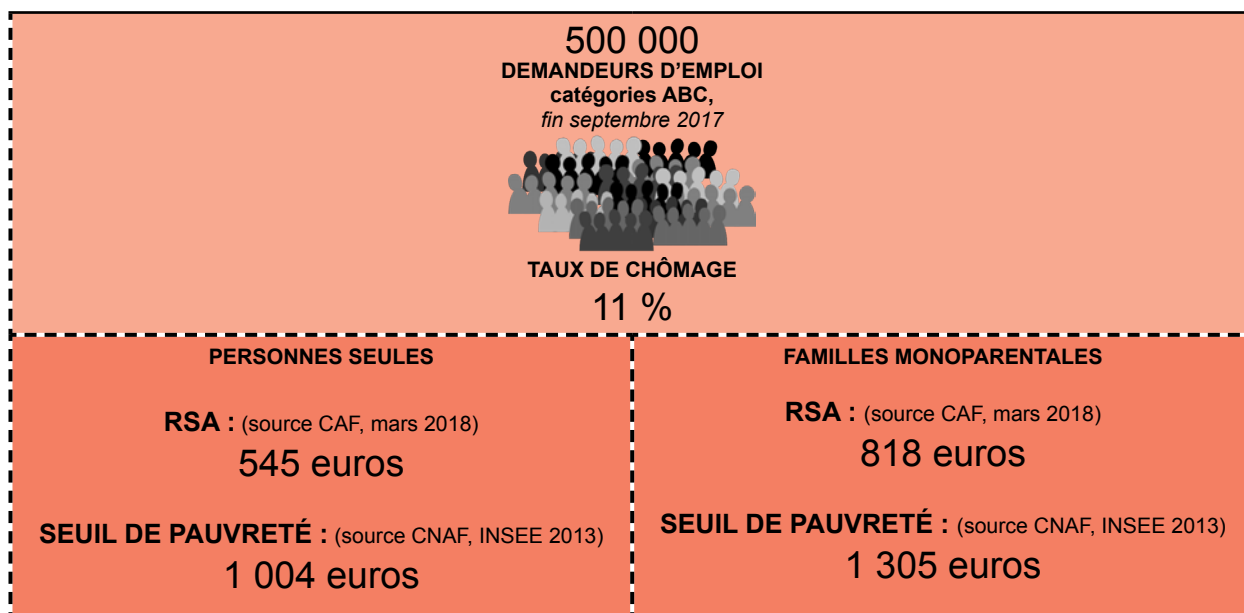 500 000
DEMANDEURS D’EMPLOI
catégories ABC,
fin septembre 2017
TAUX DE CHÔMAGE
11 %
PERSONNES SEULES
RSA : (source CAF, mars 2018)
545 euros
SEUIL DE PAUVRETÉ : (source CNAF, INSEE 2013)
1 004 euros
FAMILLES MONOPARENTALES
RSA : (source CAF, mars 2018)
818 euros
SEUIL DE PAUVRETÉ : (source CNAF, INSEE 2013)
1 305 euros